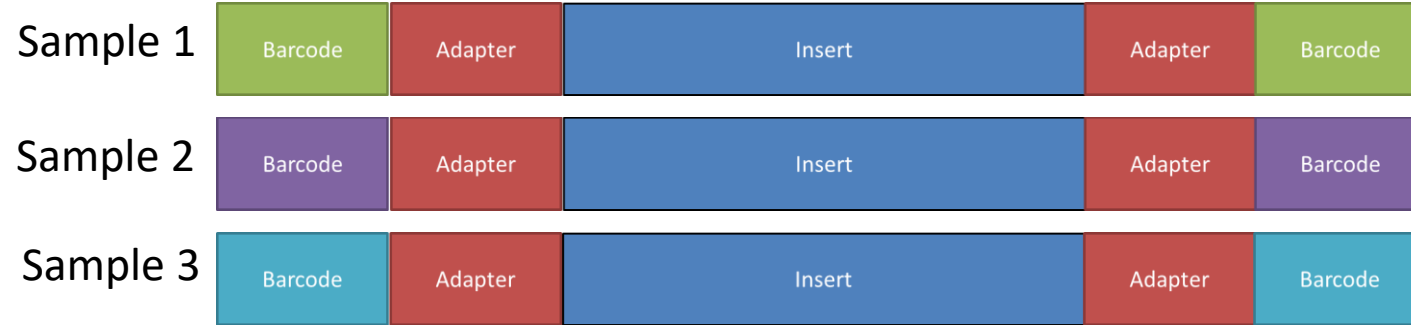 Sample 1 Barcode Adapter Insert Adapter Barcode
Sample 2 Barcode Adapter Insert Adapter Barcode
Sample 3 Barcode Adapter Insert Adapter Barcode